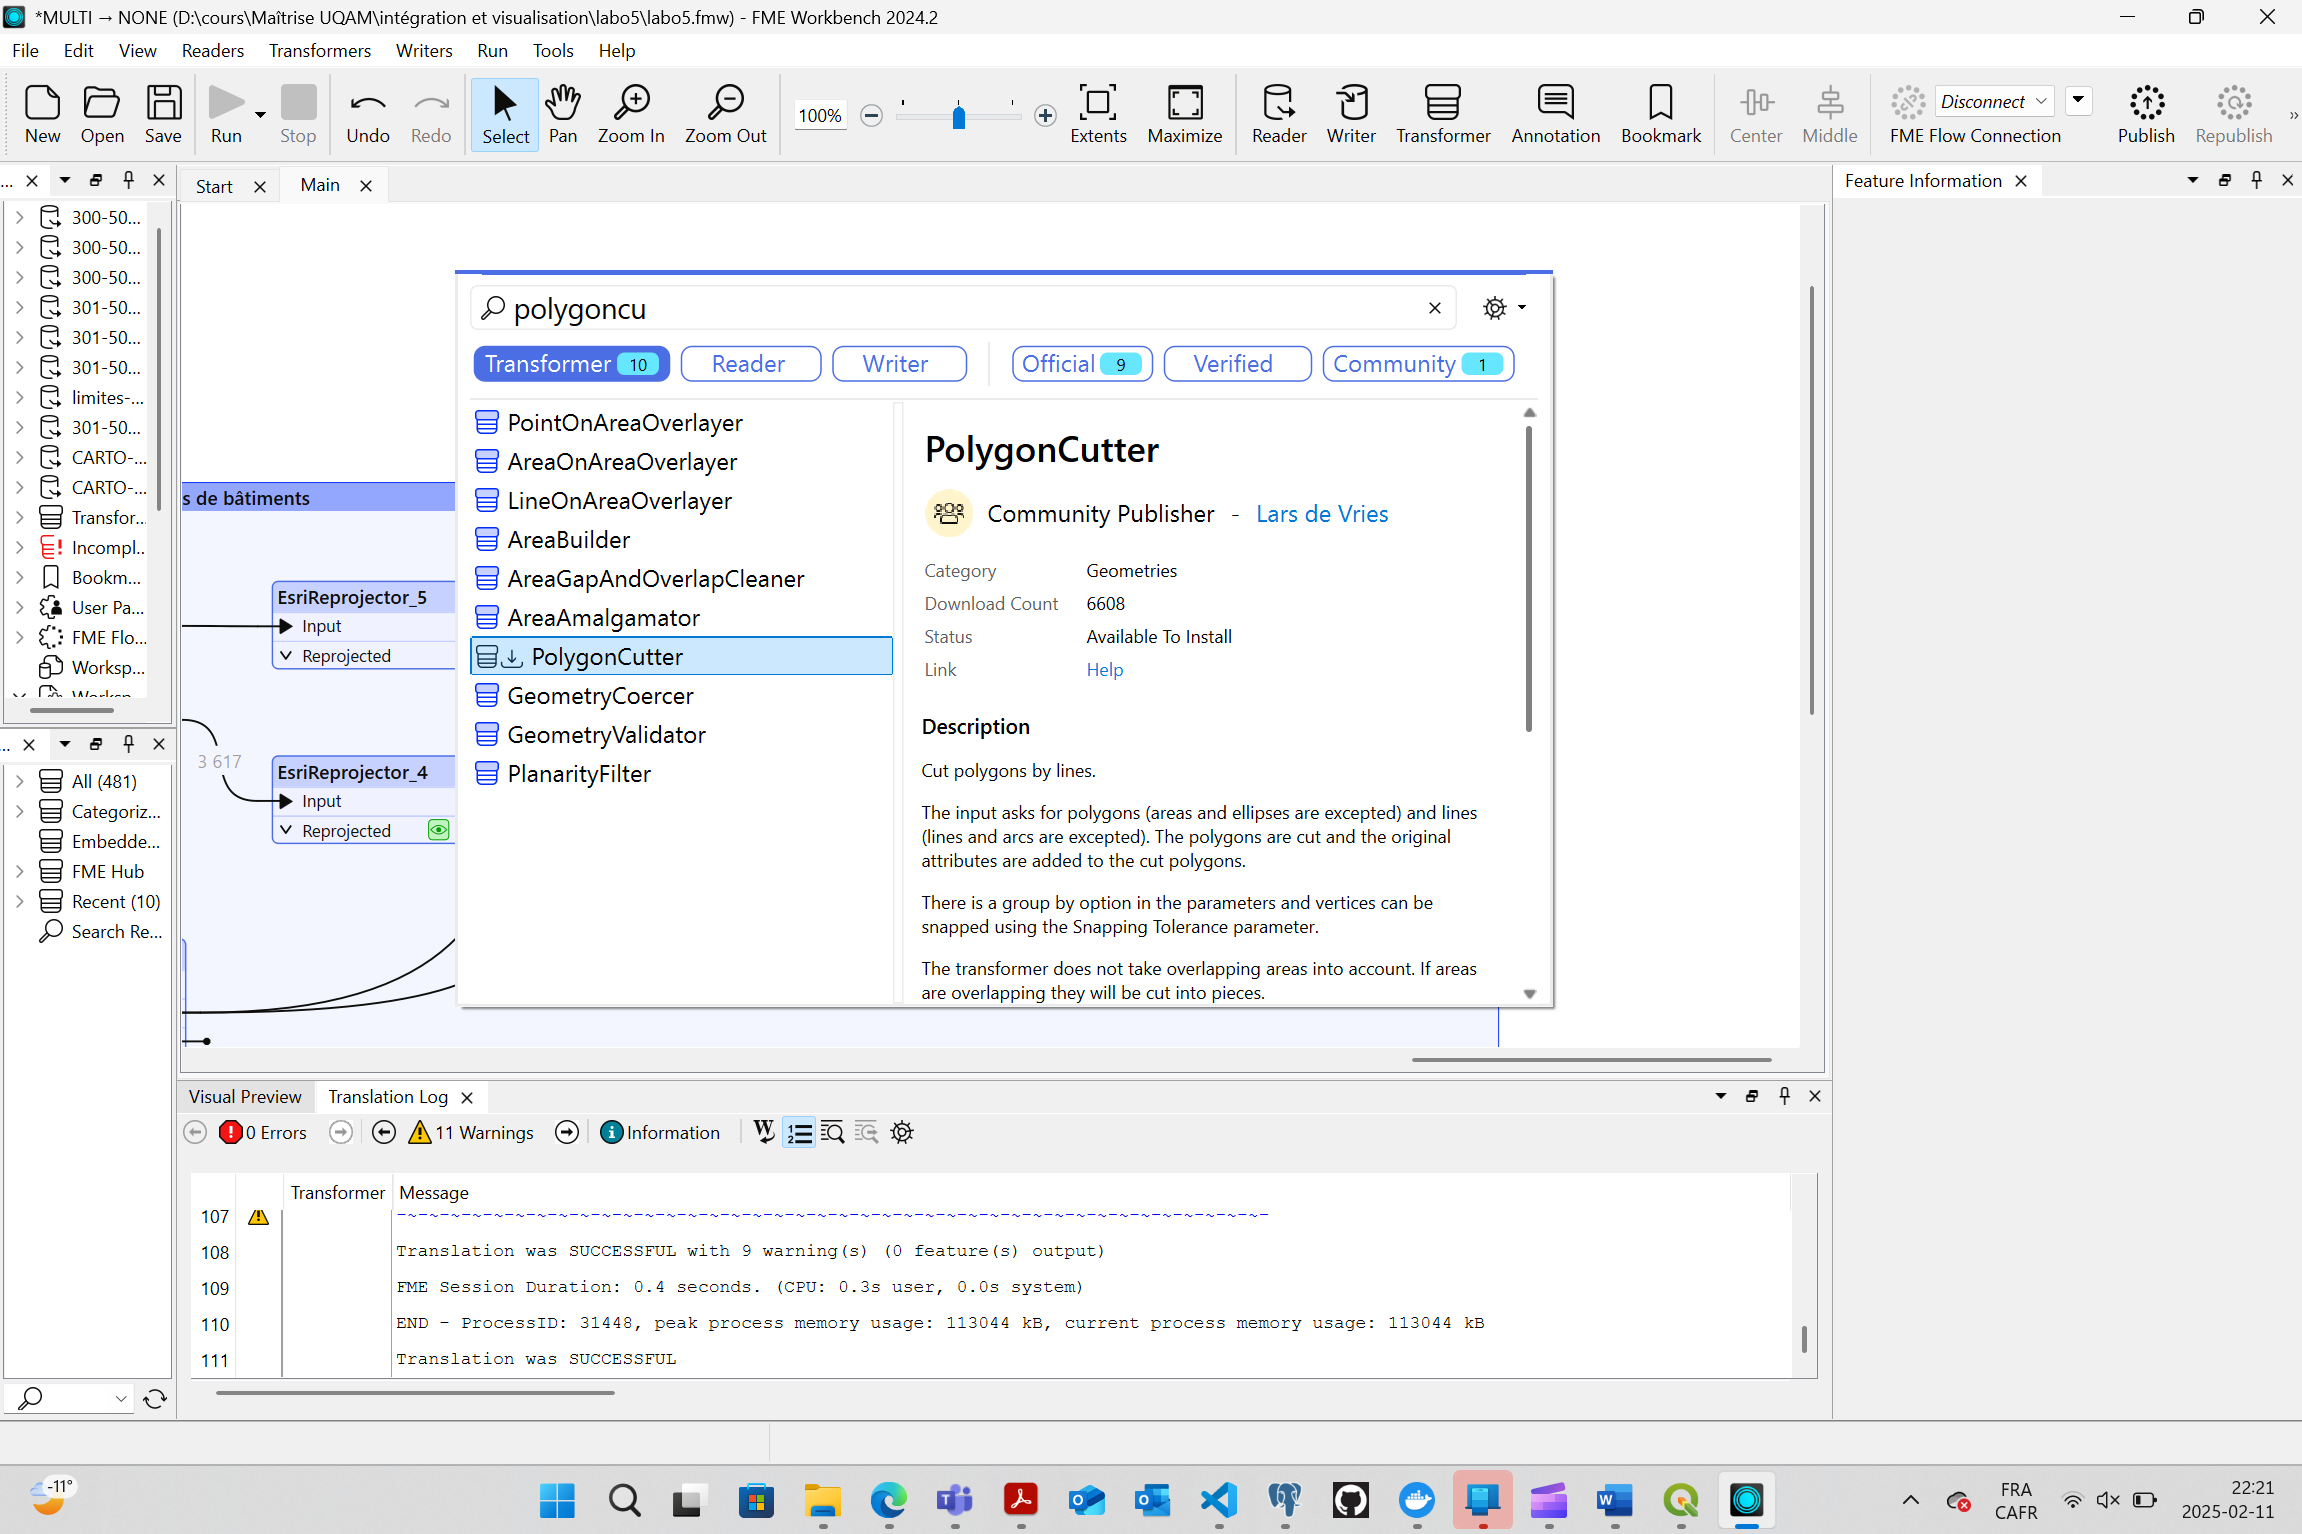 *MULTI → NONE (D:\cours\Maîtrise UQAM\intégration et visualisation\labo5\labo5.fmw) - FME Workbench 2024.2
File Edit View Readers Transformers Writers Run Tools Help
New Open Save Run Stop Undo Redo Select Pan Zoom In Zoom Out 100% Extents Maximize Reader Writer Transformer Annotation Bookmark Center Middle Disconnect FME Flow Connection Publish Republish »
...
Start Main
Feature Information
300-50...
300-50...
300-50...
301-50...
301-50...
301-50...
limites-...
301-50...
CARTO-...
CARTO-...
Transfor...
Incompl...
Bookm...
User Pa...
FME Flo...
Worksp...
Worksp...
...
All (481)
Categoriz...
Embedde...
FME Hub
Recent (10)
Search Re...
s de bâtiments
EsriReprojector_5
Input
Reprojected
3 617
EsriReprojector_4
Input
Reprojected
polygoncu
Transformer 10 Reader Writer Official 9 Verified Community 1
PointOnAreaOverlayer
AreaOnAreaOverlayer
LineOnAreaOverlayer
AreaBuilder
AreaGapAndOverlapCleaner
AreaAmalgamator
PolygonCutter
GeometryCoercer
GeometryValidator
PlanarityFilter
PolygonCutter
Community Publisher - Lars de Vries
Category Geometries
Download Count 6608
Status Available To Install
Link Help
Description
Cut polygons by lines.
The input asks for polygons (areas and ellipses are excepted) and lines
(lines and arcs are excepted). The polygons are cut and the original
attributes are added to the cut polygons.
There is a group by option in the parameters and vertices can be
snapped using the Snapping Tolerance parameter.
The transformer does not take overlapping areas into account. If areas
are overlapping they will be cut into pieces.
Visual Preview Translation Log
0 Errors 11 Warnings Information
Transformer Message
107 -~-~-~-~-~-~-~-~-~-~-~-~-~-~-~-~-~-~-~-~-~-~-~-~-~-~-~-~-~-~-~-~-~-~-~-~-~-~-~-~-
108 Translation was SUCCESSFUL with 9 warning(s) (0 feature(s) output)
109 FME Session Duration: 0.4 seconds. (CPU: 0.3s user, 0.0s system)
110 END - ProcessID: 31448, peak process memory usage: 113044 kB, current process memory usage: 113044 kB
111 Translation was SUCCESSFUL
-11°
FRA
CAFR
22:21
2025-02-11